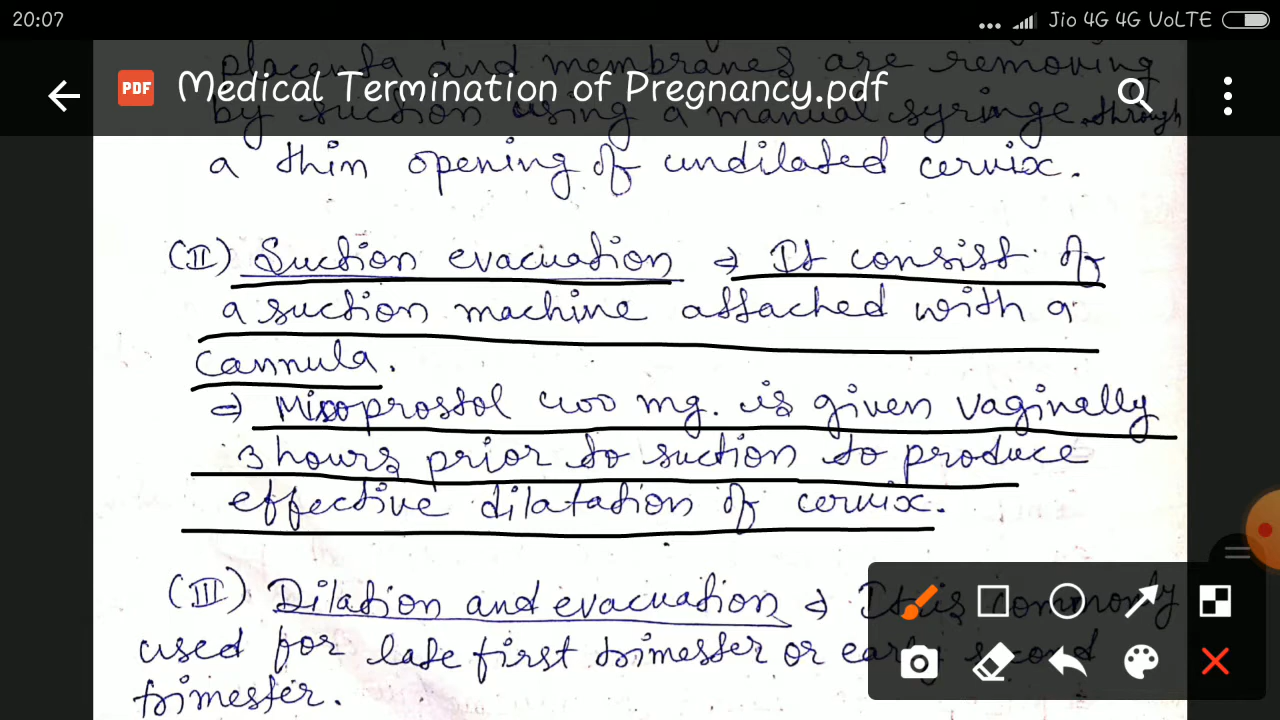 20:07
Jio 4G 4G VoLTE
placenta and membranes are removing
PDF Medical Termination of Pregnancy.pdf
by suction using a manual syringe through
a thin opening of undilated cervix.
(II) Suction evacuation → It consist of
a suction machine attached with a
cannula.
→ Misoprostol 400 mg. is given vaginally
3 hours prior to suction to produce
effective dilatation of cervix.
(III) Dilation and evacuation → It is commonly
used for late first trimester or early second
trimester.